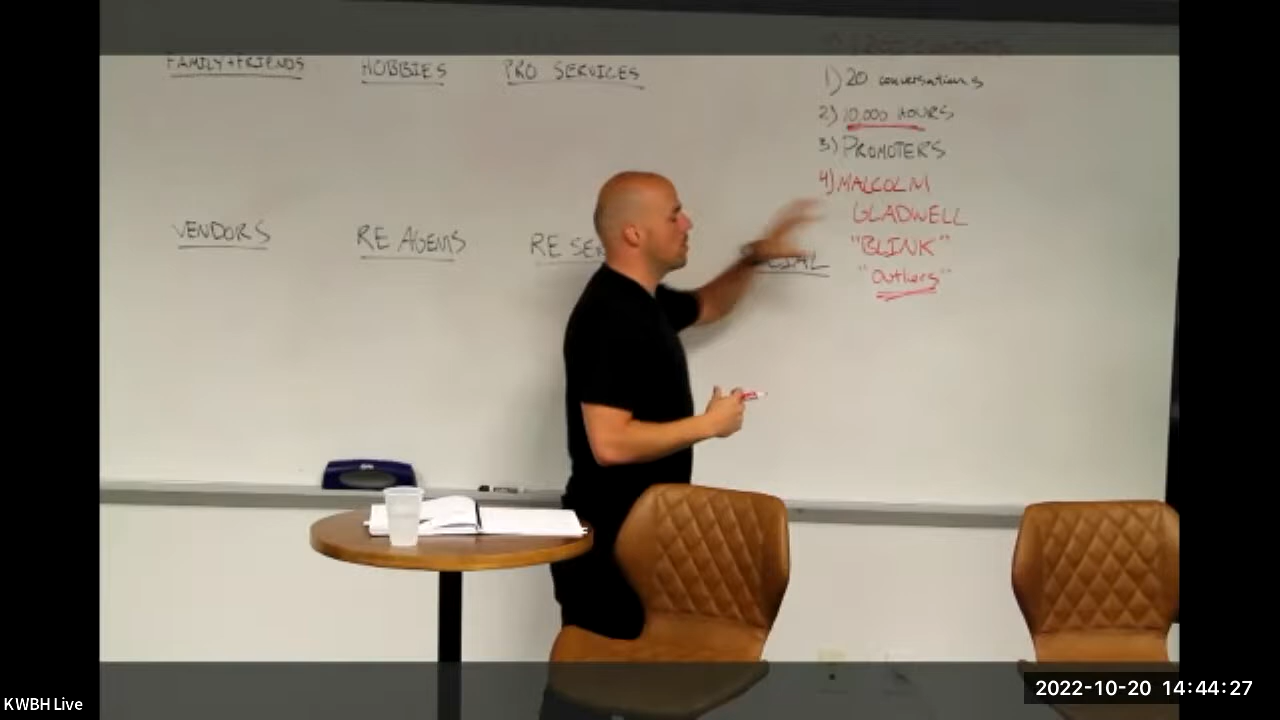 FAMILY+FRIENDS
HOBBIES
PRO SERVICES
1) 20 conversations
2) 10,000 HOURS
3) PROMOTERS
4) MALCOLM
GLADWELL
"BLINK"
"Outliers"
VENDORS
RE AGENTS
RE
KWBH Live
2022-10-20 14:44:27